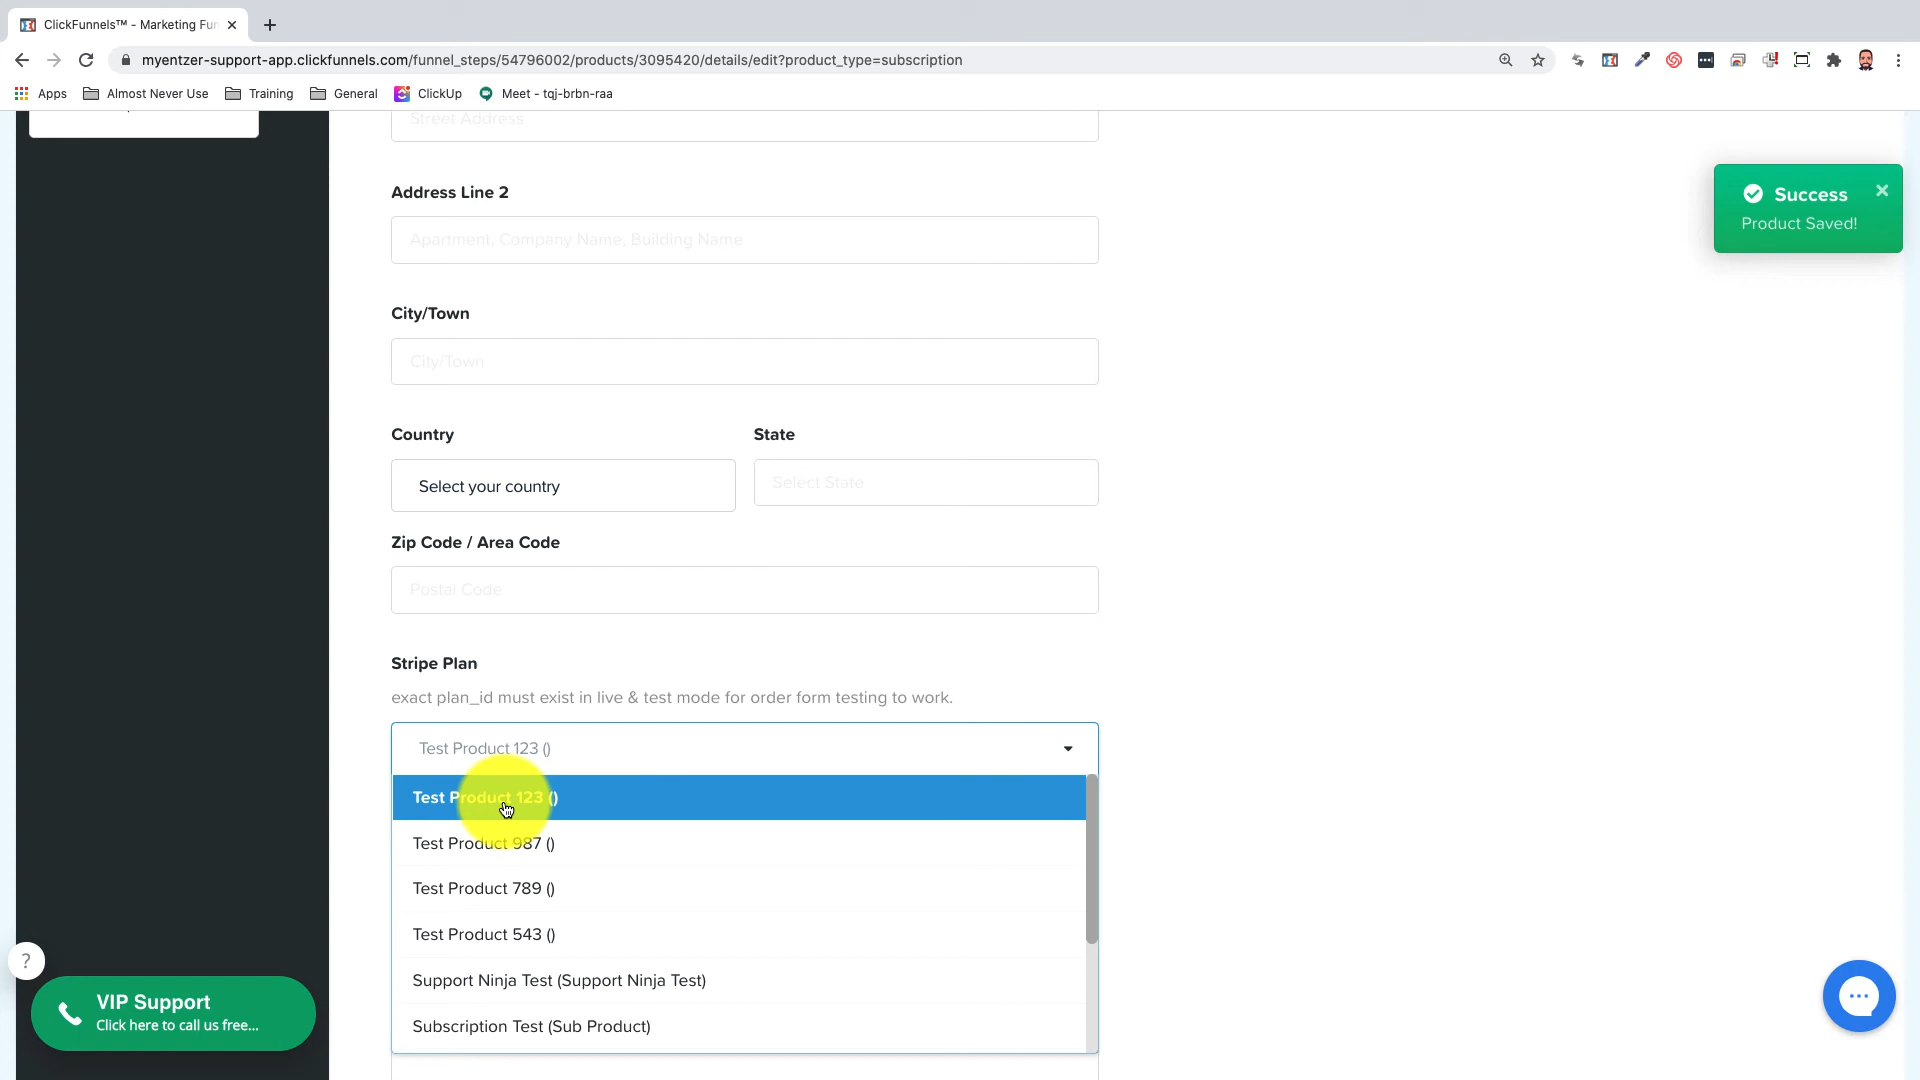 ClickFunnels™ - Marketing Fun
myentzer-support-app.clickfunnels.com/funnel_steps/54796002/products/3095420/details/edit?product_type=subscription
Apps
Almost Never Use
Training
General
ClickUp
Meet - tqj-brbn-raa
Street Address
Success
Product Saved!
Address Line 2
Apartment, Company Name, Building Name
City/Town
City/Town
Country
State
Select your country
Select State
Zip Code / Area Code
Postal Code
Stripe Plan
exact plan_id must exist in live & test mode for order form testing to work.
Test Product 123 ()
Test Product 123 ()
Test Product 987 ()
Test Product 789 ()
Test Product 543 ()
Support Ninja Test (Support Ninja Test)
Subscription Test (Sub Product)
?
VIP Support
Click here to call us free...